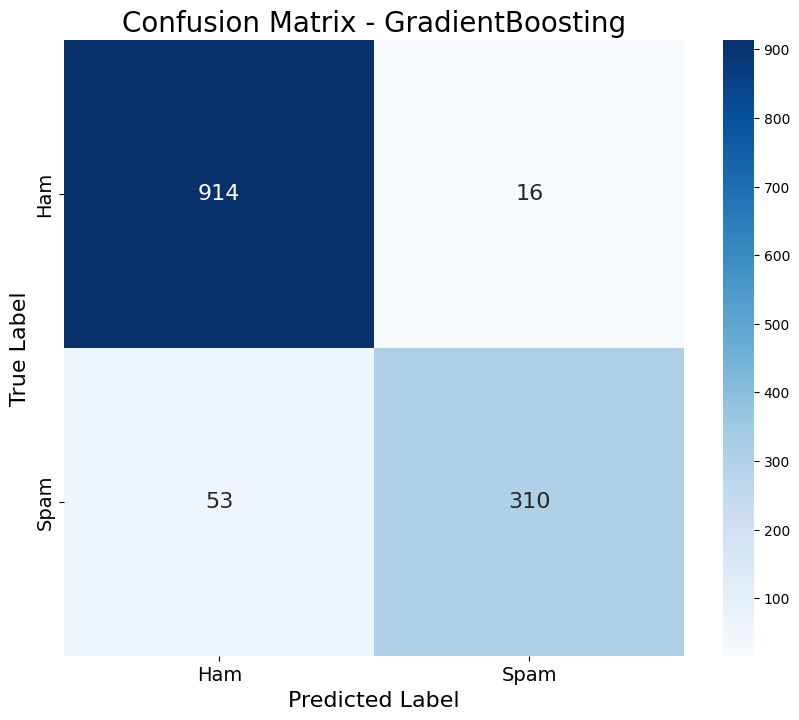 Confusion Matrix - GradientBoosting
True Label
Ham
Spam
914
16
53
310
Ham
Spam
Predicted Label
900
800
700
600
500
400
300
200
100